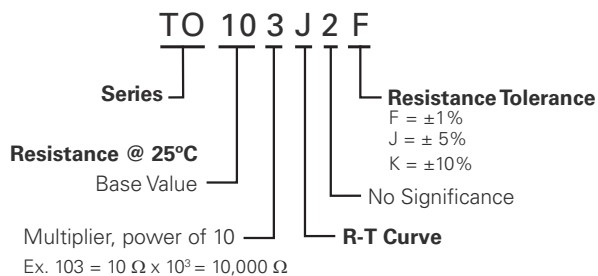 TO 10 3 J 2 F
Series
Resistance Tolerance
F = ±1%
J = ± 5%
K = ±10%
Resistance @ 25ºC
Base Value
No Significance
Multiplier, power of 10
R-T Curve
Ex. 103 = 10 Ω x 10³ = 10,000 Ω